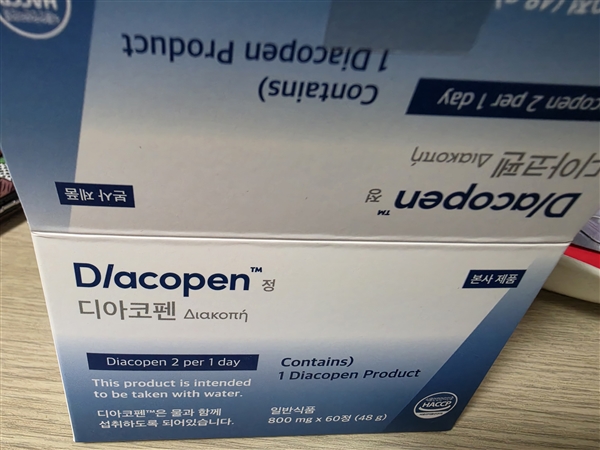 HACCP
1 Diacopen Product
Contains)
open 2 per 1 day
D/acopen™ 정
디아코펜 Διακοπή
본사 제품
D/acopen™ 정
디아코펜 Διακοπή
본사 제품
Diacopen 2 per 1 day
This product is intended
to be taken with water.
디아코펜™은 물과 함께
섭취하도록 되어있습니다.
Contains)
1 Diacopen Product
일반식품
800 mg x 60정 (48 g)
HACCP